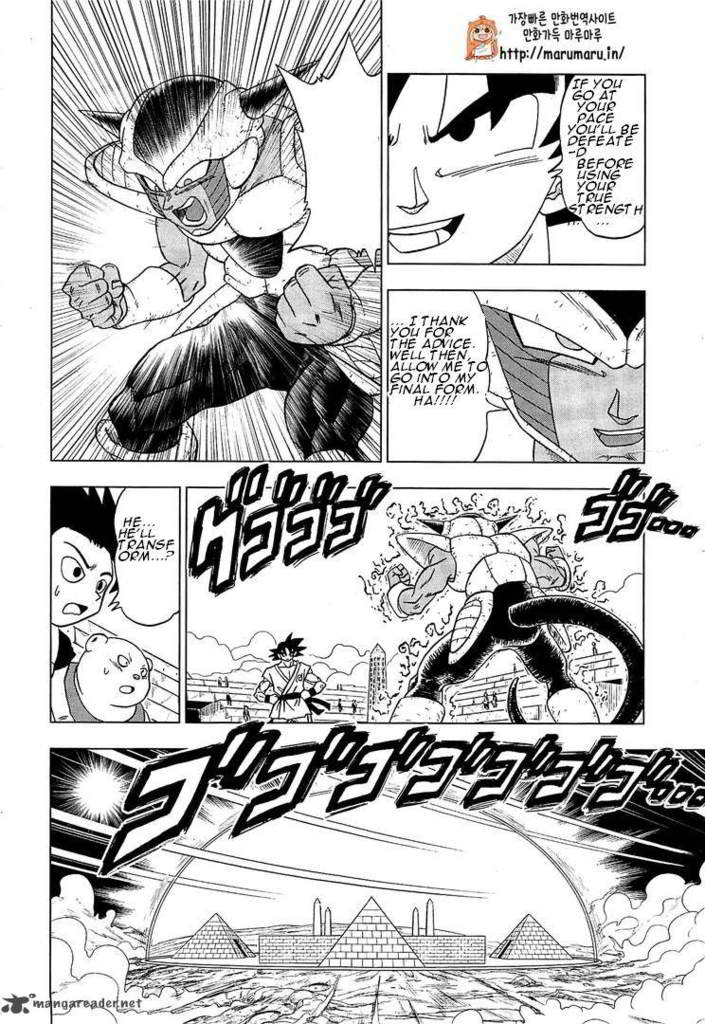 가장빠른 만화번역사이트
만화가득 마루마루
http://marumaru.in/
IF YOU
GO AT
YOUR
PACE
YOU'LL BE
DEFEATE
-D
BEFORE
USING
YOUR
TRUE
STRENGTH
.. ...
... I THANK
YOU FOR
THE ADVICE.
WELL THEN,
ALLOW ME TO
GO INTO MY
FINAL FORM.
HA!!!!
HE...
HE'LL
TRANSF
ORM...?
ゴゴゴゴ
ゴゴ...
ゴゴゴゴゴゴゴ...
mangareader.net